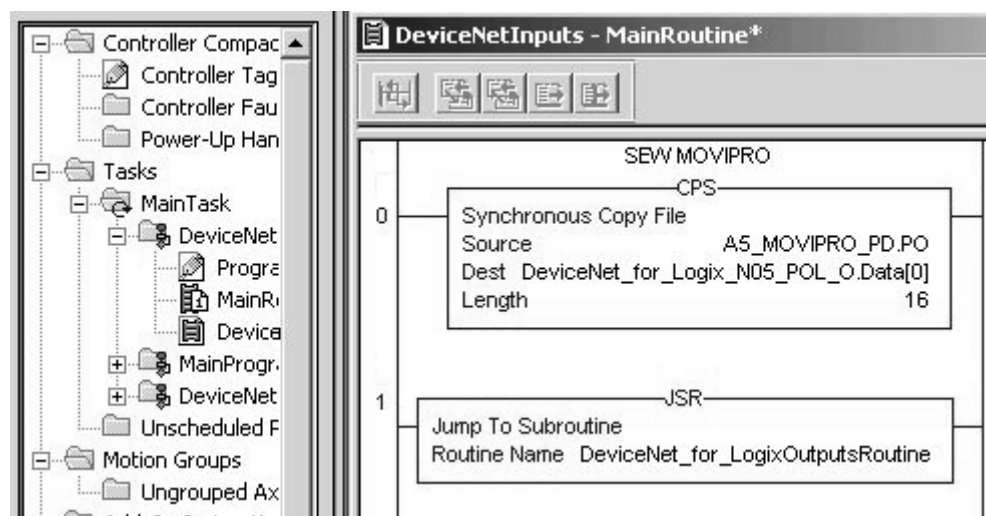 Controller Compac
Controller Tag
Controller Fau
Power-Up Han
Tasks
MainTask
DeviceNet
Progra
MainR
Device
MainProgr
DeviceNet
Unscheduled F
Motion Groups
Ungrouped Ax
DeviceNetInputs - MainRoutine*
SEW MOVIPRO
CPS
0
Synchronous Copy File
Source A5_MOVIPRO_PD.PO
Dest DeviceNet_for_Logix_N05_POL_O.Data[0]
Length 16
1
JSR
Jump To Subroutine
Routine Name DeviceNet_for_LogixOutputsRoutine